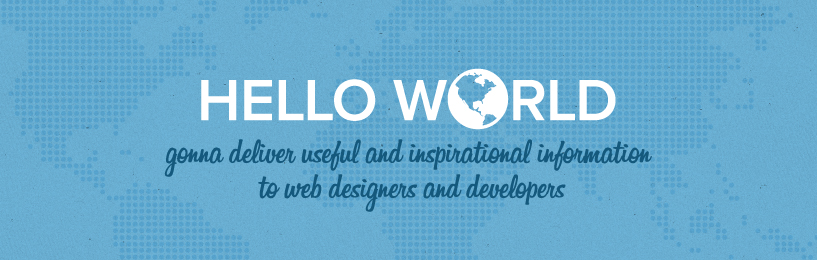 HELLO WORLD
gonna deliver useful and inspirational information
to web designers and developers